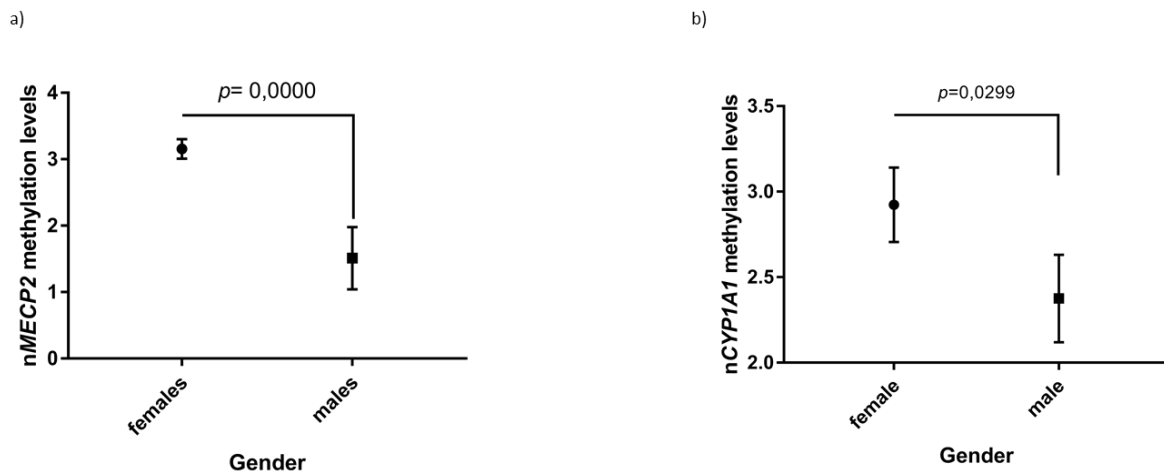 a)
p= 0,0000
nMECP2 methylation levels
4
3
2
1
0
females
males
Gender
b)
p=0,0299
nCYP1A1 methylation levels
3.5
3.0
2.5
2.0
female
male
Gender